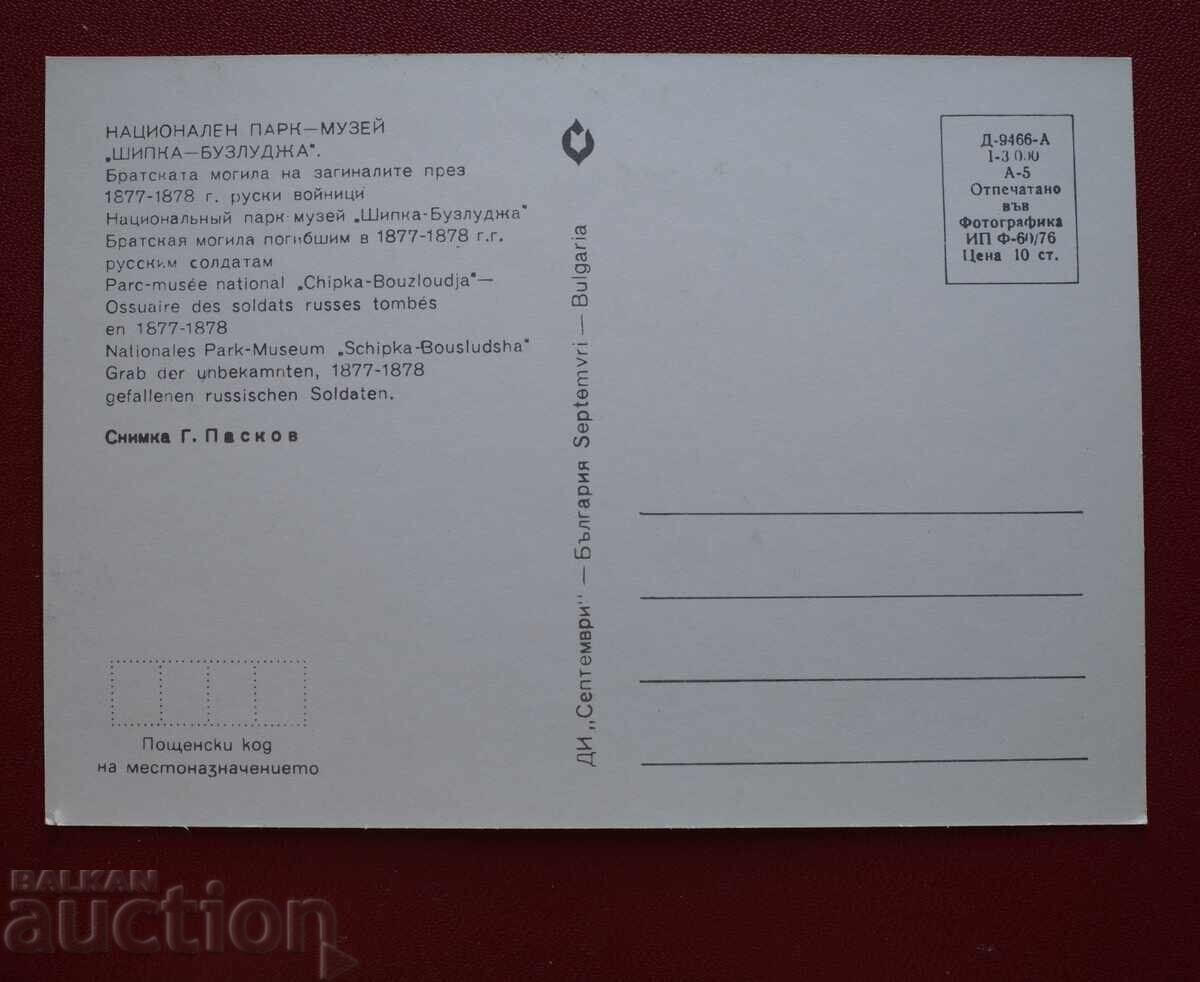 НАЦИОНАЛЕН ПАРК—МУЗЕЙ
„ШИПКА—БУЗЛУДЖА".
Братската могила на загиналите през
1877-1878 г. руски войници
Национальный парк-музей „Шипка-Бузлуджа"
Братская могила погибшим в 1877-1878 г.г.
русским солдатам
Parc-musée national „Chipka-Bouzloudja"—
Ossuaire des soldats russes tombés
en 1877-1878
Nationales Park-Museum „Schipka-Bousludsha"
Grab der unbekamnten, 1877-1878
gefallenen russischen Soldaten.
Снимка Г. Пасков
Пощенски код
на местоназначението
ДИ „Септември" — България Septemvri — Bulgaria
Д-9466-А
А-5
Отпечатано
във
Фотографика
ИП Ф-60/76
Цена 10 ст.
BALKAN
auction